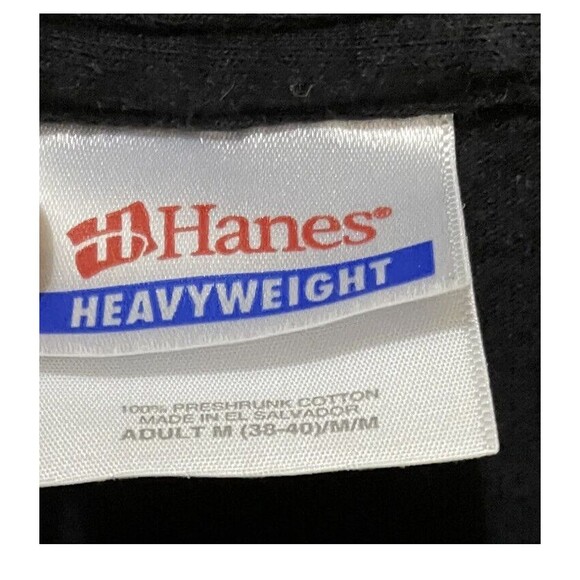 Hanes®
HEAVYWEIGHT
100% PRESHRUNK COTTON
MADE IN EL SALVADOR
ADULT M (38-40)/M/M